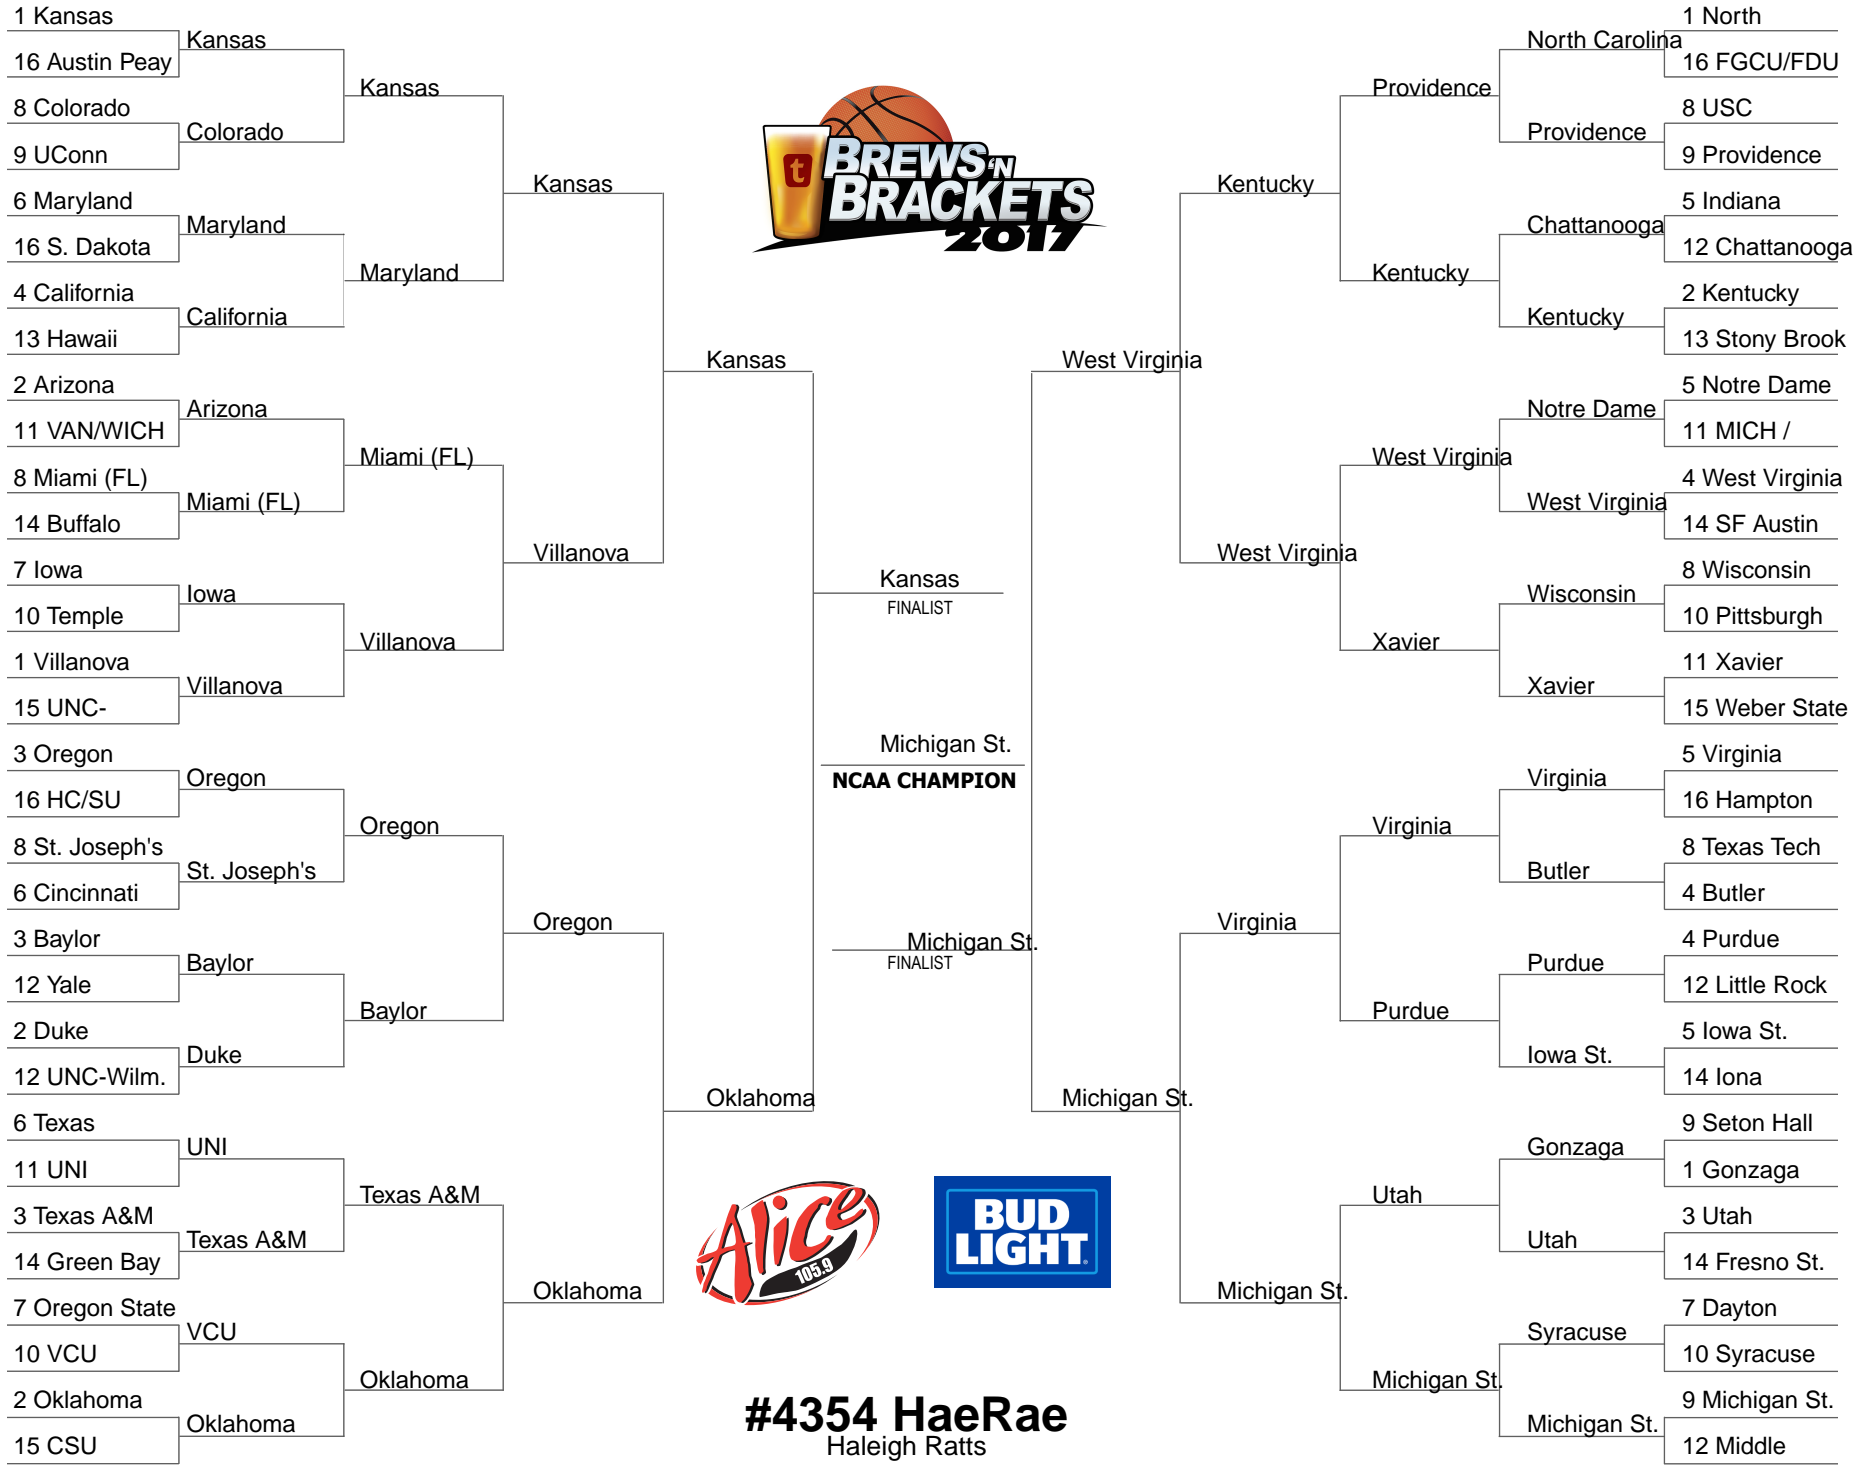 1 Kansas
16 Austin Peay
8 Colorado
9 UConn
6 Maryland
16 S. Dakota
4 California
13 Hawaii
2 Arizona
11 VAN/WICH
8 Miami (FL)
14 Buffalo
7 Iowa
10 Temple
1 Villanova
15 UNC-
3 Oregon
16 HC/SU
8 St. Joseph's
6 Cincinnati
3 Baylor
12 Yale
2 Duke
12 UNC-Wilm.
6 Texas
11 UNI
3 Texas A&M
14 Green Bay
7 Oregon State
10 VCU
2 Oklahoma
15 CSU
Kansas
Colorado
Maryland
California
Arizona
Miami (FL)
Iowa
Villanova
Oregon
St. Joseph's
Baylor
Duke
UNI
Texas A&M
VCU
Oklahoma
Kansas
Maryland
Miami (FL)
Villanova
Oregon
Baylor
Texas A&M
Oklahoma
Kansas
Villanova
Oregon
Oklahoma
Kansas
Oklahoma
t
BREWS 'N
BRACKETS
2017
Kansas
FINALIST
Michigan St.
NCAA CHAMPION
Michigan St.
FINALIST
Alice
105.9
BUD
LIGHT
#4354 HaeRae
Haleigh Ratts
West Virginia
Michigan St.
Kentucky
West Virginia
Virginia
Michigan St.
Providence
Kentucky
West Virginia
Xavier
Virginia
Purdue
Utah
Michigan St.
North Carolina
Providence
Chattanooga
Kentucky
Notre Dame
West Virginia
Wisconsin
Xavier
Virginia
Butler
Purdue
Iowa St.
Gonzaga
Utah
Syracuse
Michigan St.
1 North
16 FGCU/FDU
8 USC
9 Providence
5 Indiana
12 Chattanooga
2 Kentucky
13 Stony Brook
5 Notre Dame
11 MICH /
4 West Virginia
14 SF Austin
8 Wisconsin
10 Pittsburgh
11 Xavier
15 Weber State
5 Virginia
16 Hampton
8 Texas Tech
4 Butler
4 Purdue
12 Little Rock
5 Iowa St.
14 Iona
9 Seton Hall
1 Gonzaga
3 Utah
14 Fresno St.
7 Dayton
10 Syracuse
9 Michigan St.
12 Middle